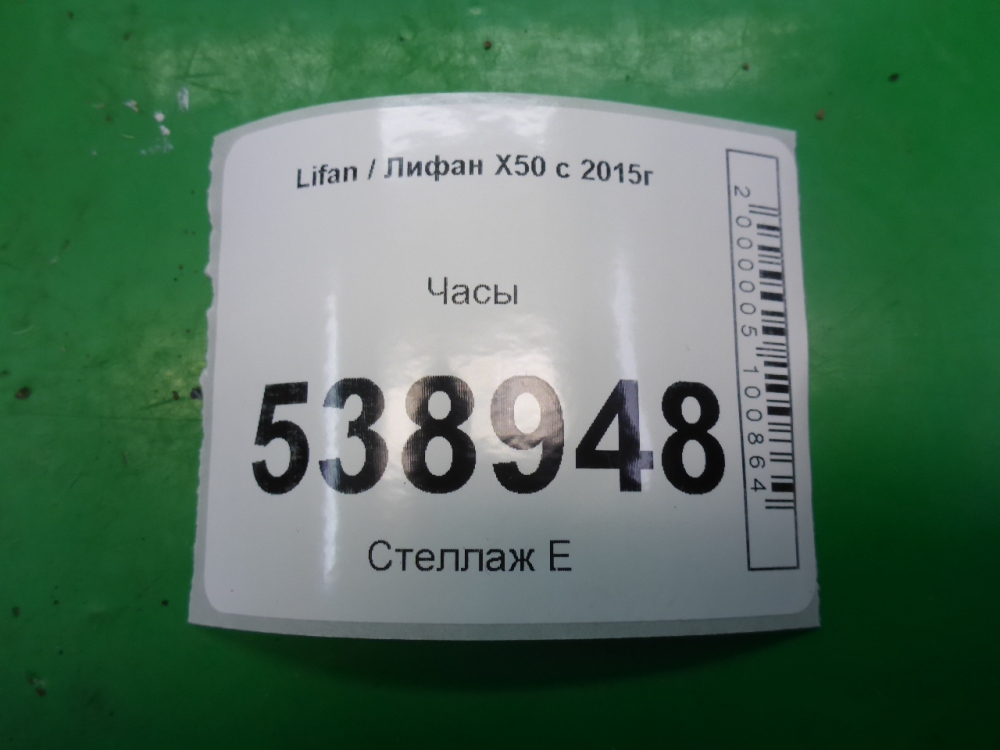 Lifan / Лифан X50 с 2015г
Часы
538948
Стеллаж Е
2000005100864